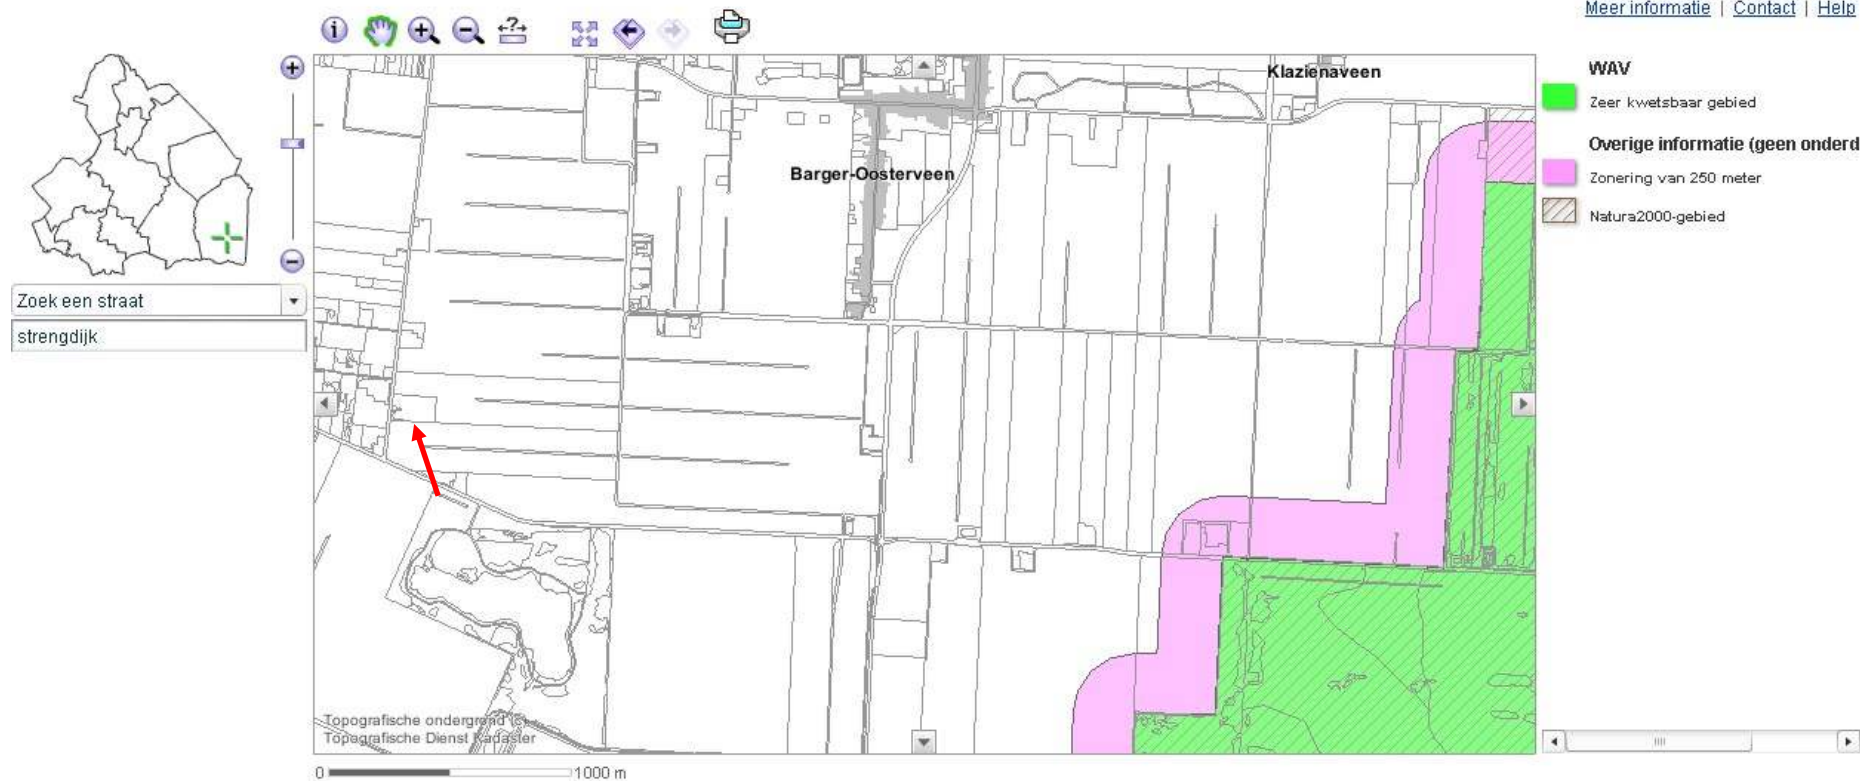 Meer informatie | Contact | Help
Zoek een straat
strengdijk
Klazienaveen
Barger-Oosterveen
Topografische ondergrond (c)
Topografische Dienst Kadaster
0 1000 m
WAV
Zeer kwetsbaar gebied
Overige informatie (geen onderd
Zonering van 250 meter
Natura2000-gebied